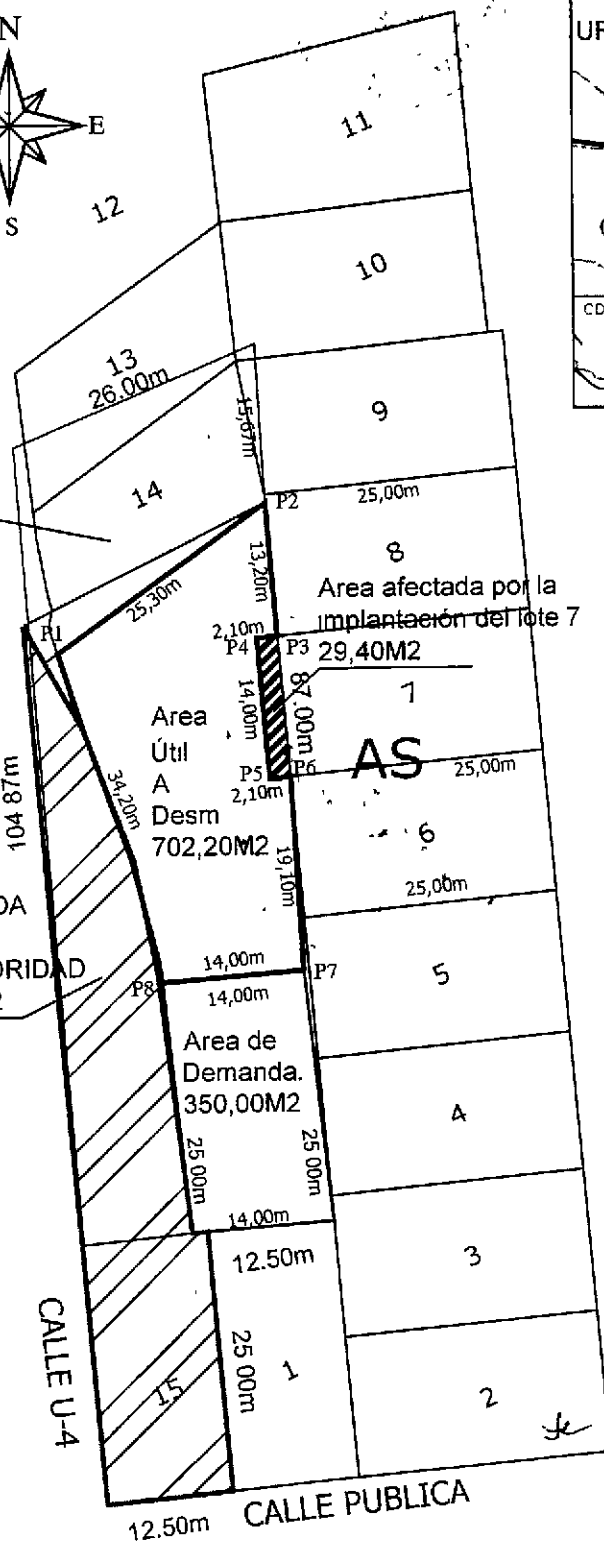 N
E
S
UR
CD
11
12
10
13
26.00m
15,67m
9
14
P2
25,00m
8
13,20m
25,30m
Area afectada por la
implantación del lote 7
29,40M2
P1
2,10m
P4
P3
7
14,00m
87.00m
Area
Útil
A
Desm
702,20M2
AS
P5
P6
2,10m
25,00m
34,20m
104 87m
6
19,10m
25,00m
DA
ORIDAD
2
14,00m
P7
P8
14,00m
5
Area de
Demanda.
350,00M2
4
25 00m
25 00m
14,00m
12.50m
3
CALLE U-4
25 00m
15
1
2
12.50m
CALLE PUBLICA